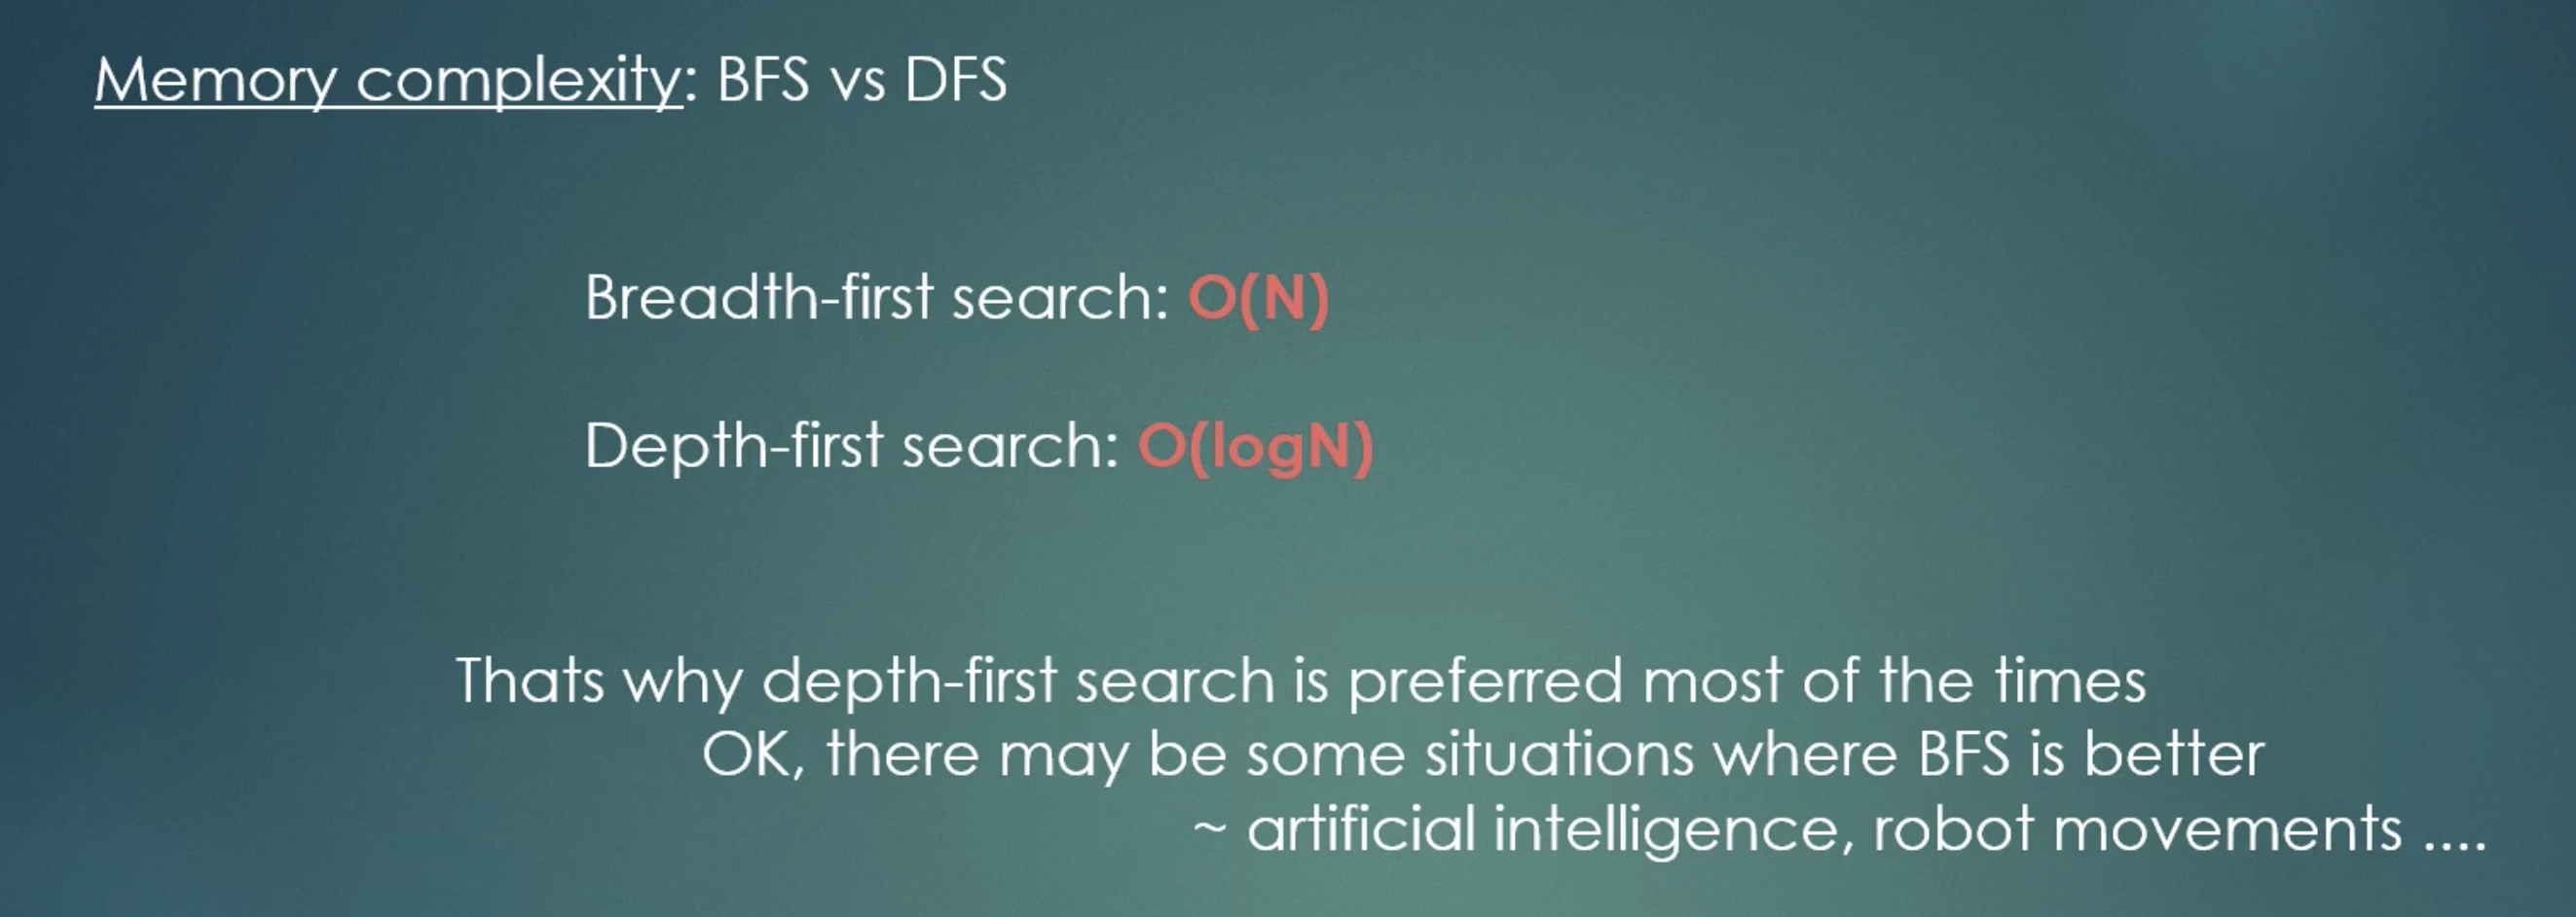 Memory complexity: BFS vs DFS
Breadth-first search: O(N)
Depth-first search: O(logN)
Thats why depth-first search is preferred most of the times
OK, there may be some situations where BFS is better
~ artificial intelligence, robot movements ....